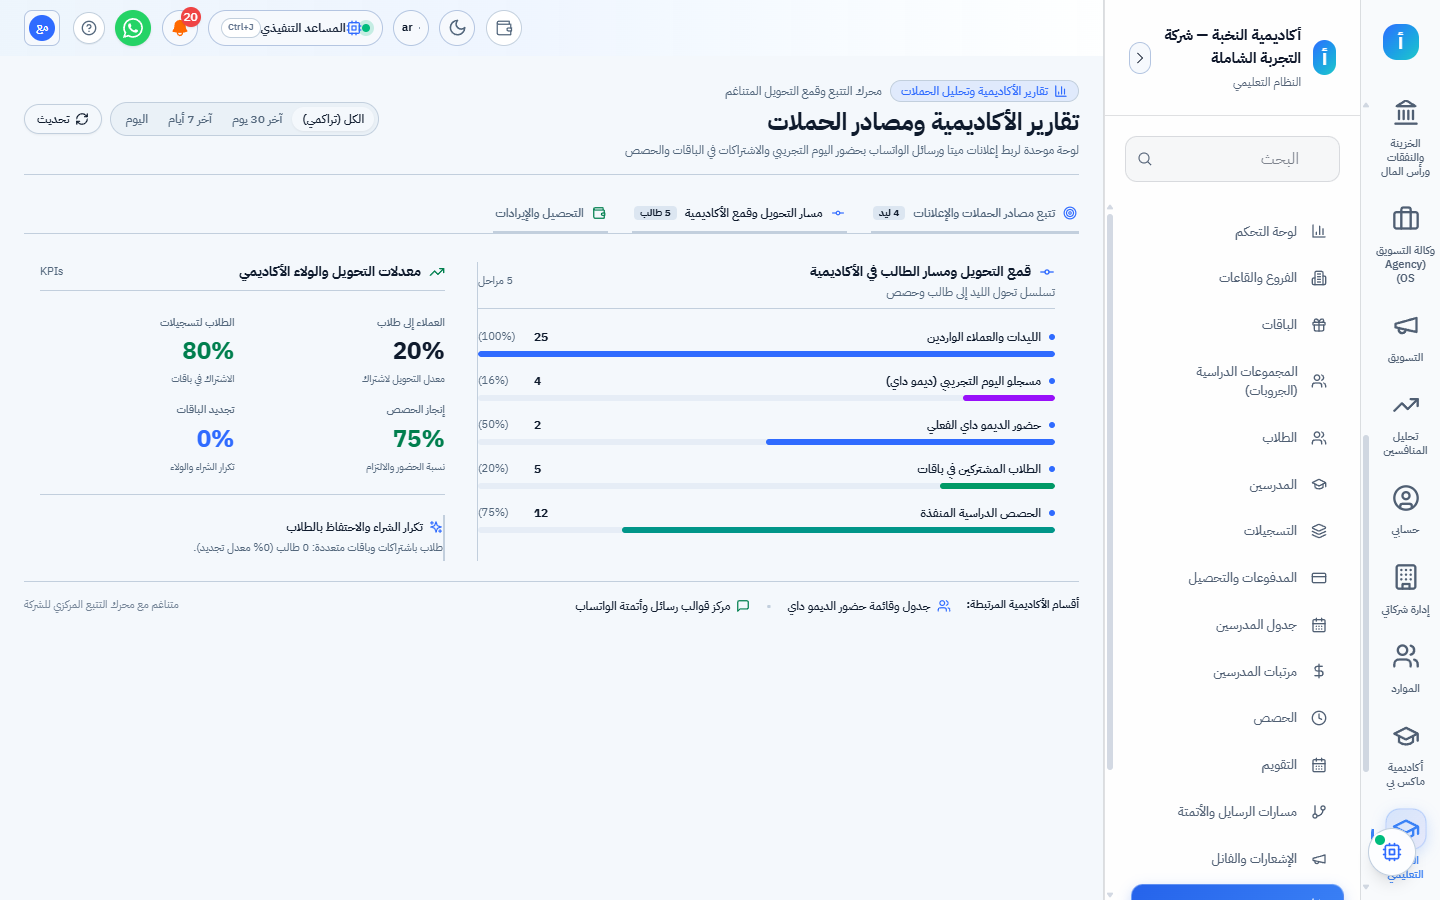 أ
الخزينة
والنفقات
ورأس المال
وكالة التسويق
(Agency
OS)
التسويق
تحليل
المنافسين
حسابي
إدارة شركاتي
الموارد
أكاديمية
ماكس بي
التعليمي
أ
أكاديمية النخبة — شركة
التجربة الشاملة
النظام التعليمي
البحث
لوحة التحكم
الفروع والقاعات
الباقات
المجموعات الدراسية
(الجروبات)
الطلاب
المدرسين
التسجيلات
المدفوعات والتحصيل
جدول المدرسين
مرتبات المدرسين
الحصص
التقويم
مسارات الرسايل والأتمتة
الإشعارات والفانل
ar
المساعد التنفيذي Ctrl+J
20
مع
تقارير الأكاديمية وتحليل الحملات
محرك التتبع وقمع التحويل المتناغم
تقارير الأكاديمية ومصادر الحملات
لوحة موحدة لربط إعلانات ميتا ورسائل الواتساب بحضور اليوم التجريبي والاشتراكات في الباقات والحصص
الكل (تراكمي)
آخر 30 يوم
آخر 7 أيام
اليوم
تحديث
تتبع مصادر الحملات والإعلانات
4 ليد
مسار التحويل وقمع الأكاديمية
5 طالب
التحصيل والإيرادات
قمع التحويل ومسار الطالب في الأكاديمية
تسلسل تحول الليد إلى طالب وحصص
5 مراحل
الليدات والعملاء الواردين 25 (100%)
مسجلو اليوم التجريبي (ديمو داي) 4 (16%)
حضور الديمو داي الفعلي 2 (50%)
الطلاب المشتركين في باقات 5 (20%)
الحصص الدراسية المنفذة 12 (75%)
معدلات التحويل والولاء الأكاديمي
KPIs
العملاء إلى طلاب
20%
معدل التحويل لاشتراك
الطلاب لتسجيلات
80%
الاشتراك في باقات
إنجاز الحصص
75%
نسبة الحضور والالتزام
تجديد الباقات
0%
تكرار الشراء والولاء
تكرار الشراء والاحتفاظ بالطلاب
طلاب باشتراكات وباقات متعددة: 0 طالب (0% معدل تجديد).
أقسام الأكاديمية المرتبطة:
جدول وقائمة حضور الديمو داي
مركز قوالب رسائل وأتمتة الواتساب
متناغم مع محرك التتبع المركزي للشركة